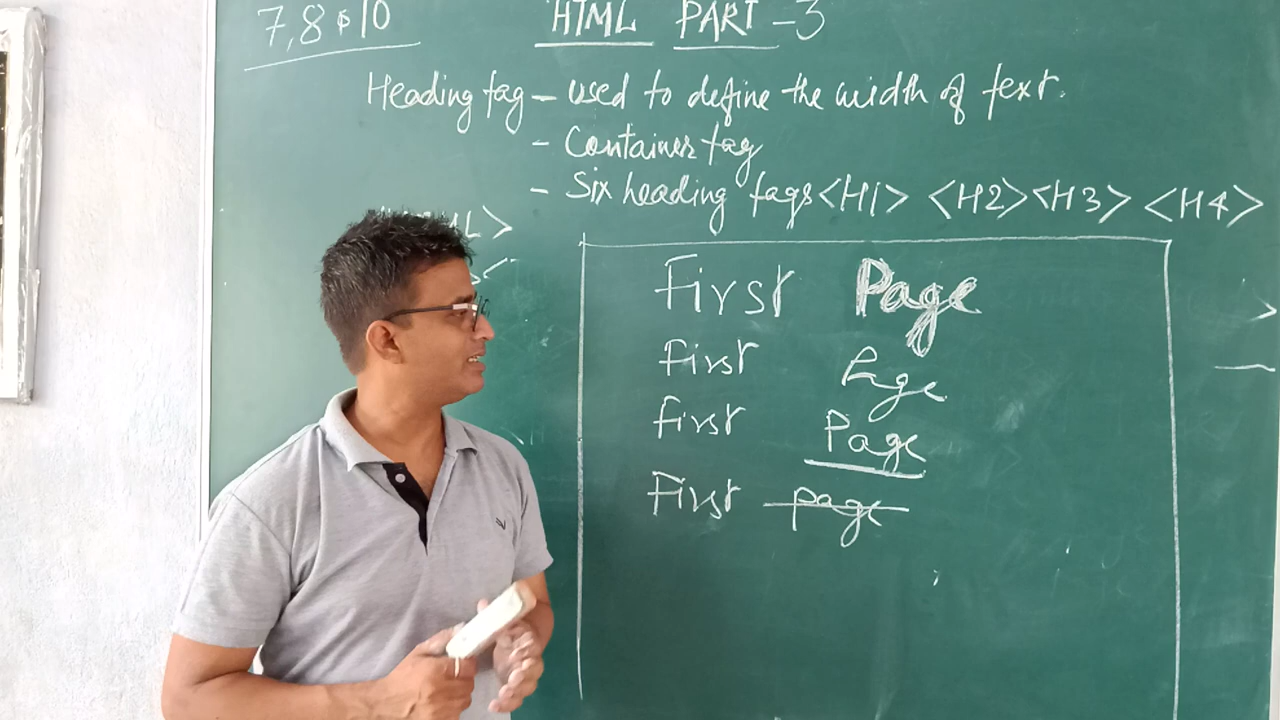 7,8 & 10
HTML PART - 3
Heading tag - used to define the width of text.
- Container tag
- Six heading tags <H1> <H2> <H3> <H4>
First Page
First Page
First Page
First Page